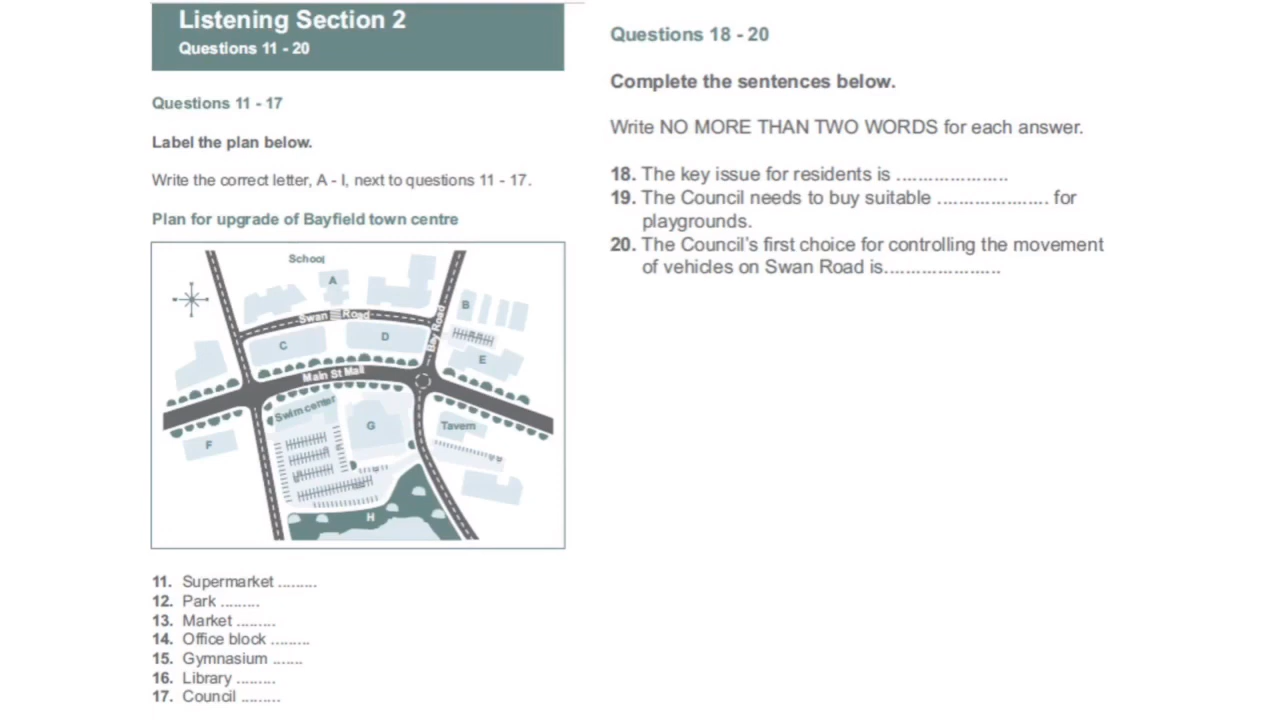 Listening Section 2
Questions 11 - 20
Questions 11 - 17
Label the plan below.
Write the correct letter, A - I, next to questions 11 - 17.
Plan for upgrade of Bayfield town centre
School
A
B
Swan Road
Bay Road
C
D
E
Main St Mall
Swim center
F
G
Tavern
H
11. Supermarket .........
12. Park .........
13. Market .........
14. Office block .........
15. Gymnasium .......
16. Library .........
17. Council .........
Questions 18 - 20
Complete the sentences below.
Write NO MORE THAN TWO WORDS for each answer.
18. The key issue for residents is .....................
19. The Council needs to buy suitable ..................... for
playgrounds.
20. The Council's first choice for controlling the movement
of vehicles on Swan Road is......................